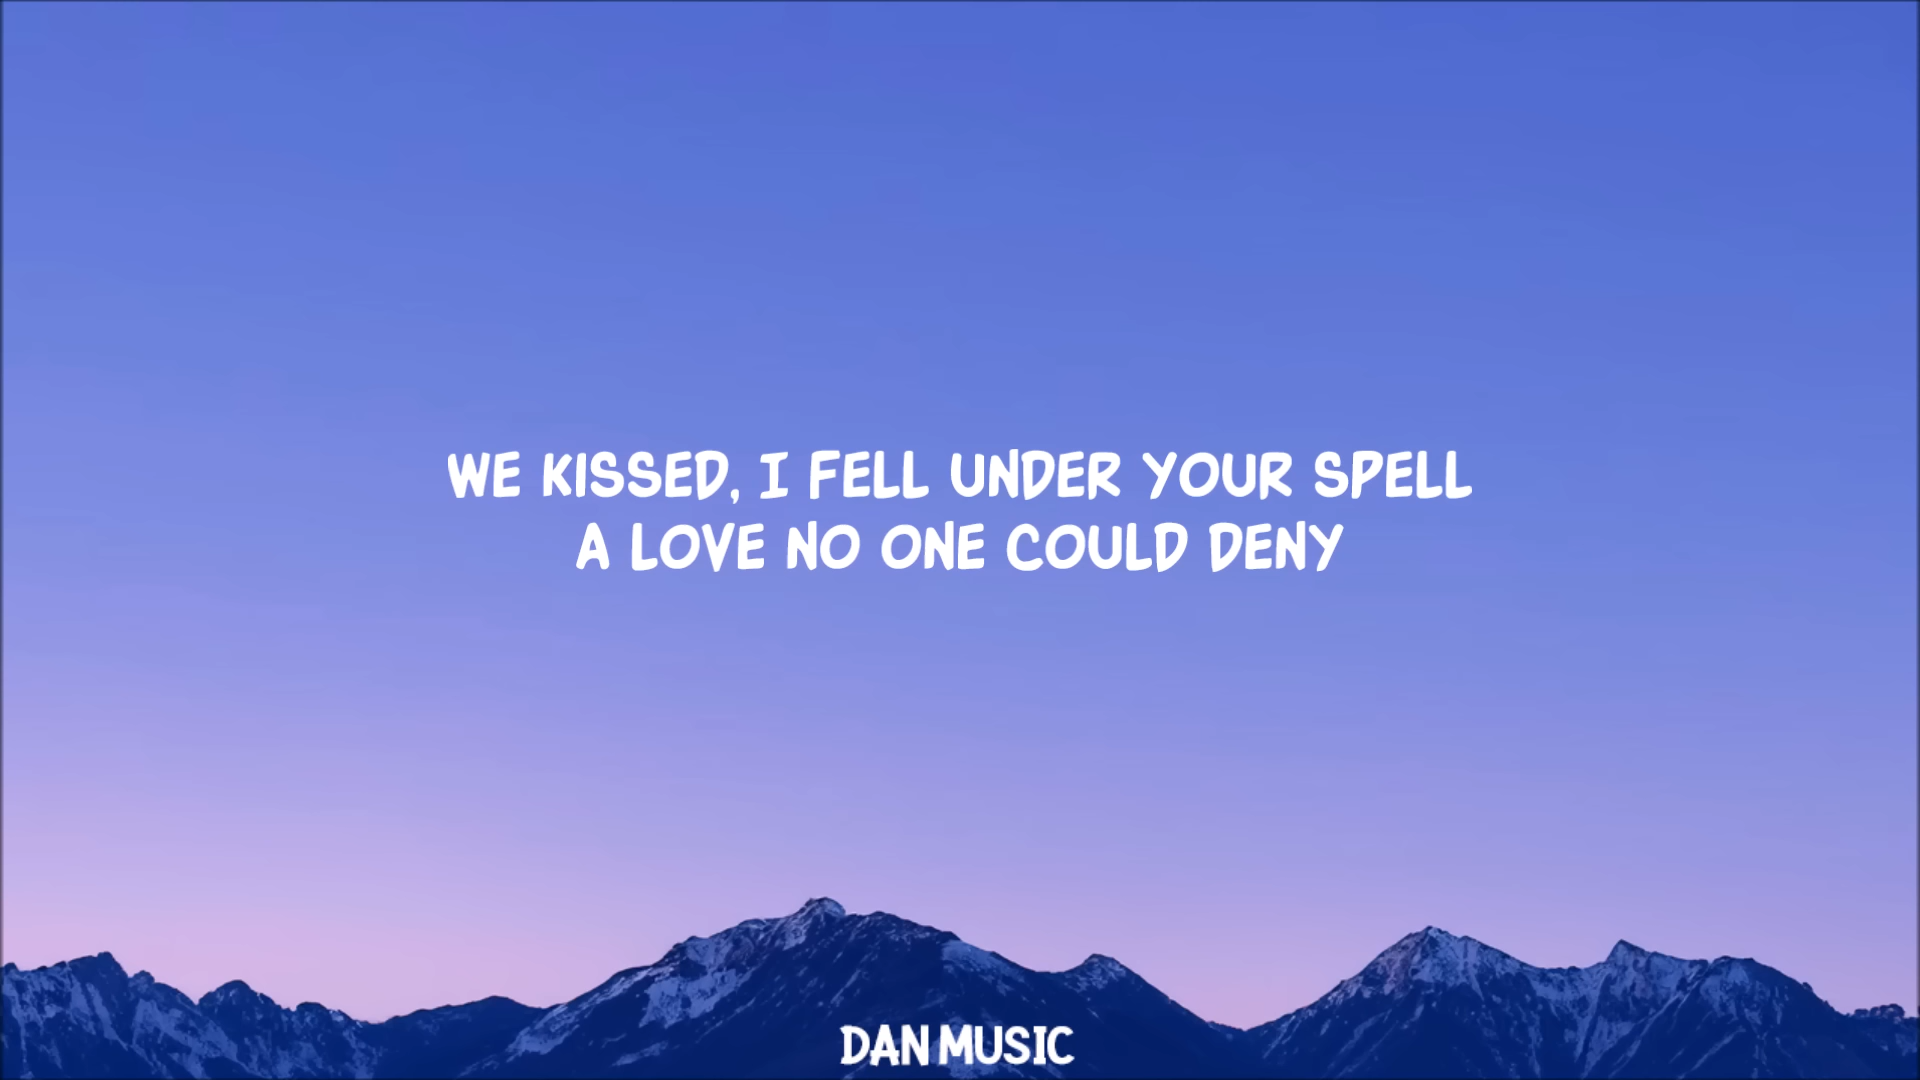 WE KISSED, I FELL UNDER YOUR SPELL
A LOVE NO ONE COULD DENY
DAN MUSIC